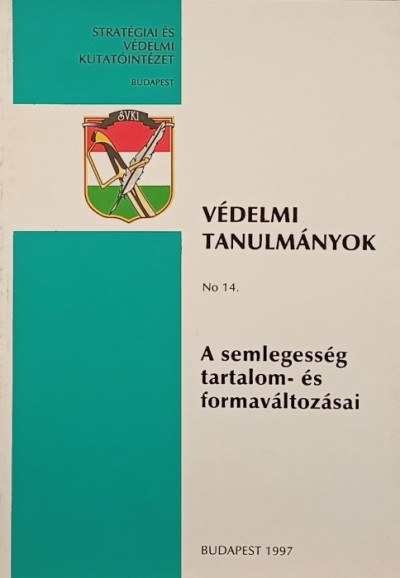 STRATÉGIAI ÉS
VÉDELMI
KUTATÓINTÉZET
BUDAPEST
SVKI
VÉDELMI
TANULMÁNYOK
No 14.
A semlegesség
tartalom- és
formaváltozásai
BUDAPEST 1997